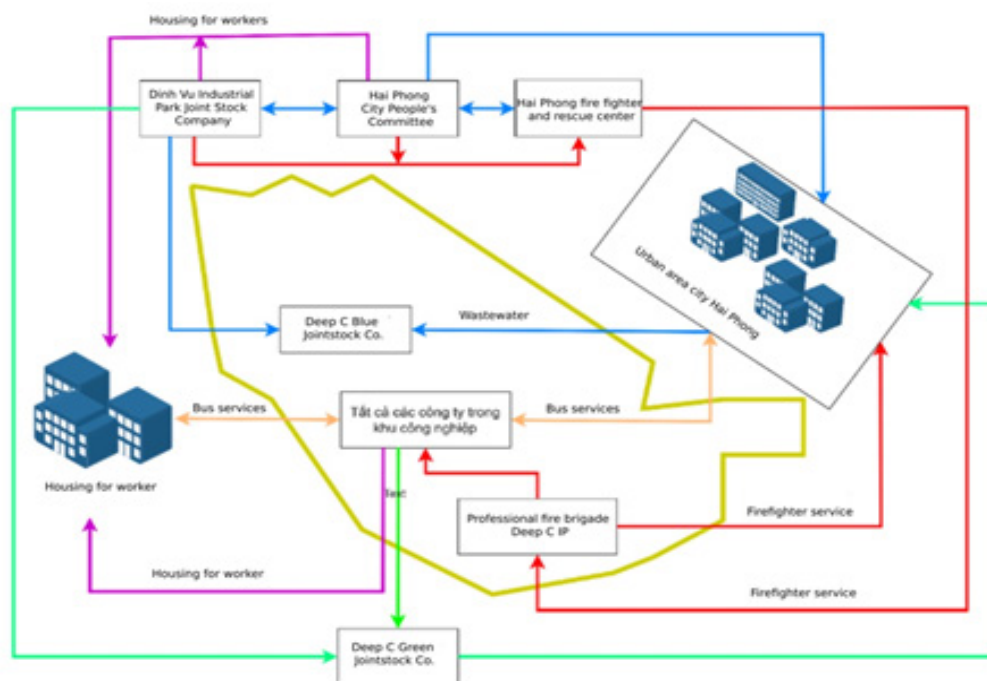 Housing for workers
Dinh Vu Industrial
Park Joint Stock
Company
Hai Phong
City People's
Committee
Hai Phong fire fighter
and rescue center
Urban area city Hai Phong
Deep C Blue
Jointstock Co.
Wastewater
Bus services
Tất cả các công ty trong
khu công nghiệp
Bus services
Housing for worker
Text
Professional fire brigade
Deep C IP
Firefighter service
Housing for worker
Firefighter service
Deep C Green
Jointstock Co.